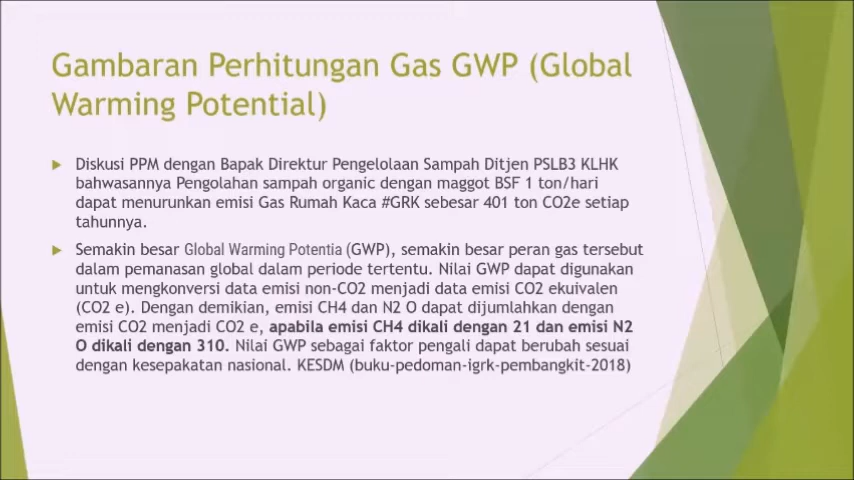 Gambaran Perhitungan Gas GWP (Global
Warming Potential)
Diskusi PPM dengan Bapak Direktur Pengelolaan Sampah Ditjen PSLB3 KLHK
bahwasannya Pengolahan sampah organic dengan maggot BSF 1 ton/hari
dapat menurunkan emisi Gas Rumah Kaca #GRK sebesar 401 ton CO2e setiap
tahunnya.
Semakin besar Global Warming Potentia (GWP), semakin besar peran gas tersebut
dalam pemanasan global dalam periode tertentu. Nilai GWP dapat digunakan
untuk mengkonversi data emisi non-CO2 menjadi data emisi CO2 ekuivalen
(CO2 e). Dengan demikian, emisi CH4 dan N2 O dapat dijumlahkan dengan
emisi CO2 menjadi CO2 e, apabila emisi CH4 dikali dengan 21 dan emisi N2
O dikali dengan 310. Nilai GWP sebagai faktor pengali dapat berubah sesuai
dengan kesepakatan nasional. KESDM (buku-pedoman-igrk-pembangkit-2018)